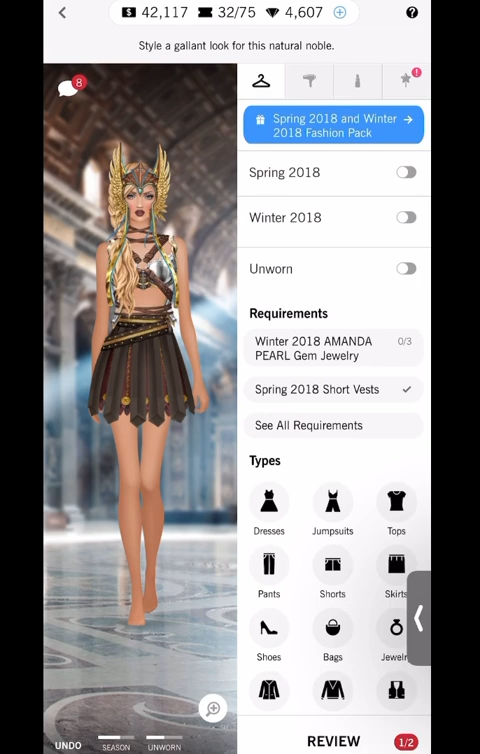 42,117 32/75 4,607
Style a gallant look for this natural noble.
8
Spring 2018 and Winter
2018 Fashion Pack
Spring 2018
Winter 2018
Unworn
Requirements
Winter 2018 AMANDA 0/3
PEARL Gem Jewelry
Spring 2018 Short Vests
See All Requirements
Types
Dresses Jumpsuits Tops
Pants Shorts Skirts
Shoes Bags Jewelr
UNDO SEASON UNWORN
REVIEW 1/2